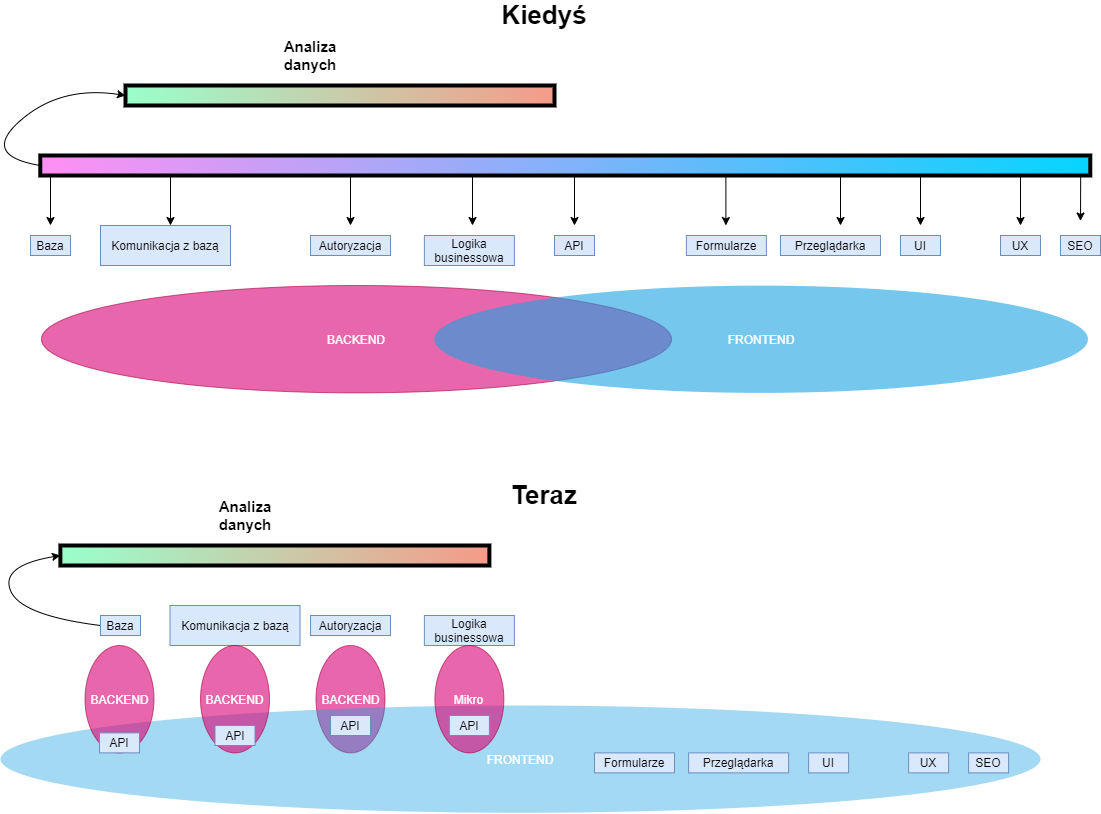 Kiedyś
Analiza
danych
Baza
Komunikacja z bazą
Autoryzacja
Logika
businessowa
API
Formularze
Przeglądarka
UI
UX
SEO
BACKEND
FRONTEND
Teraz
Analiza
danych
Baza
Komunikacja z bazą
Autoryzacja
Logika
businessowa
BACKEND
BACKEND
BACKEND
Mikro
API
API
API
API
FRONTEND
Formularze
Przeglądarka
UI
UX
SEO